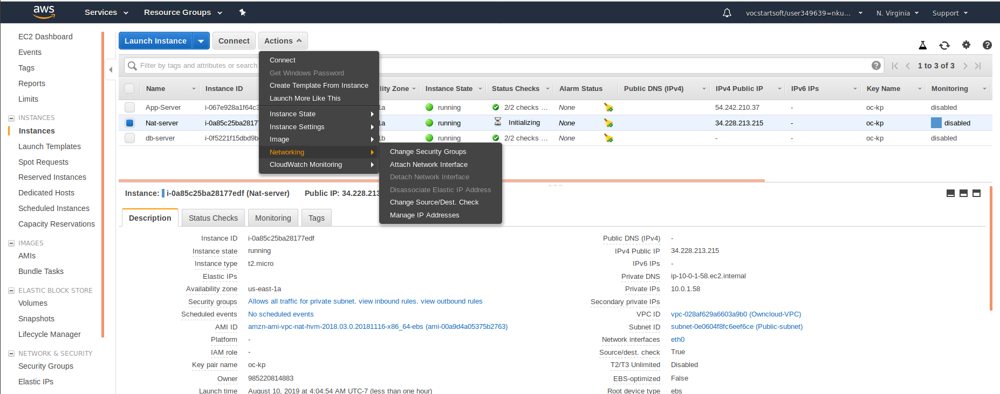 aws Services Resource Groups vocstartsoft/user349639=nku... N. Virginia Support
EC2 Dashboard
Events
Tags
Reports
Limits
INSTANCES
Instances
Launch Templates
Spot Requests
Reserved Instances
Dedicated Hosts
Scheduled Instances
Capacity Reservations
IMAGES
AMIs
Bundle Tasks
ELASTIC BLOCK STORE
Volumes
Snapshots
Lifecycle Manager
NETWORK & SECURITY
Security Groups
Elastic IPs
Launch Instance Connect Actions
Filter by tags and attributes or search
1 to 3 of 3
Connect
Get Windows Password
Create Template From Instance
Launch More Like This
Instance State
Instance Settings
Image
Networking
CloudWatch Monitoring
Change Security Groups
Attach Network Interface
Detach Network Interface
Disassociate Elastic IP Address
Change Source/Dest. Check
Manage IP Addresses
Name Instance ID lity Zone Instance State Status Checks Alarm Status Public DNS (IPv4) IPv4 Public IP IPv6 IPs Key Name Monitoring
App-Server i-067e928a1f64c3 1a running 2/2 checks ... None 54.242.210.37 - oc-kp disabled
Nat-server i-0a85c25ba2817 1a running Initializing None 34.228.213.215 - oc-kp disabled
db-server i-0f5221f15dbd9b 1b running 2/2 checks ... None - - oc-kp disabled
Instance: i-0a85c25ba28177edf (Nat-server) Public IP: 34.228.213
Description Status Checks Monitoring Tags
Instance ID i-0a85c25ba28177edf Public DNS (IPv4) -
Instance state running IPv4 Public IP 34.228.213.215
Instance type t2.micro IPv6 IPs -
Elastic IPs Private DNS ip-10-0-1-58.ec2.internal
Availability zone us-east-1a Private IPs 10.0.1.58
Security groups Allows all traffic for private subnet. view inbound rules. view outbound rules Secondary private IPs
Scheduled events No scheduled events VPC ID vpc-028af629a6603a9b0 (Owncloud-VPC)
AMI ID amzn-ami-vpc-nat-hvm-2018.03.0.20181116-x86_64-ebs (ami-00a9d4a05375b2763) Subnet ID subnet-0e0604f8fc6eef6ce (Public-subnet)
Platform - Network interfaces eth0
IAM role - Source/dest. check True
Key pair name oc-kp T2/T3 Unlimited Disabled
Owner 985220814883 EBS-optimized False
Launch time August 10, 2019 at 4:04:54 AM UTC-7 (less than one hour) Root device type ebs